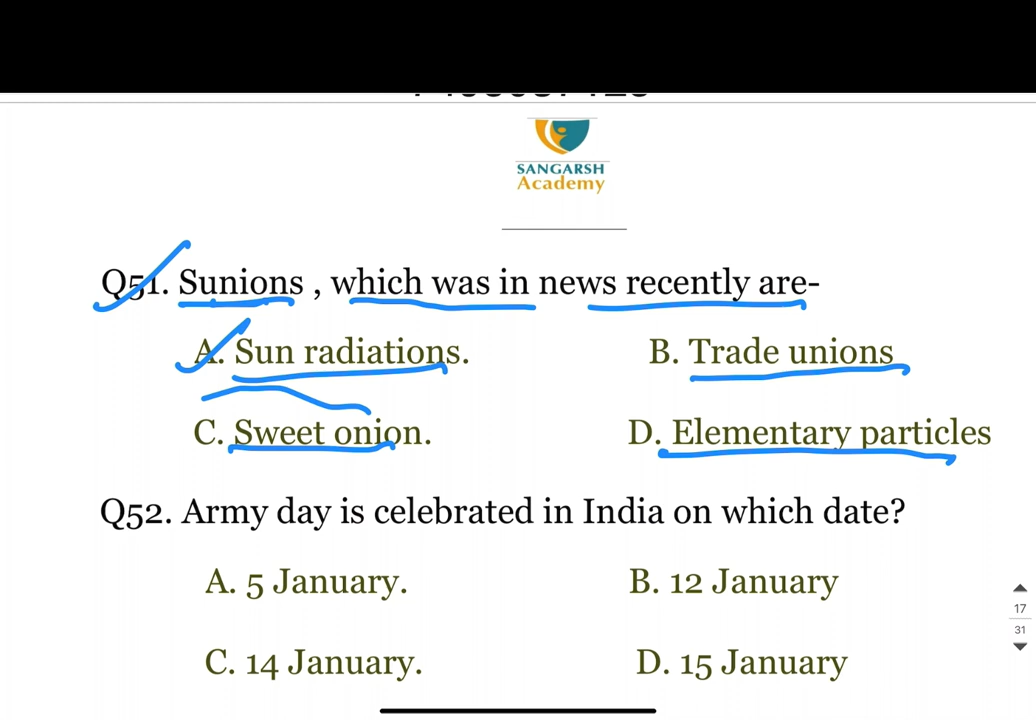 SANGARSH
Academy
Q51. Sunions , which was in news recently are-
A. Sun radiations. B. Trade unions
C. Sweet onion. D. Elementary particles
Q52. Army day is celebrated in India on which date?
A. 5 January. B. 12 January
17
31
C. 14 January. D. 15 January